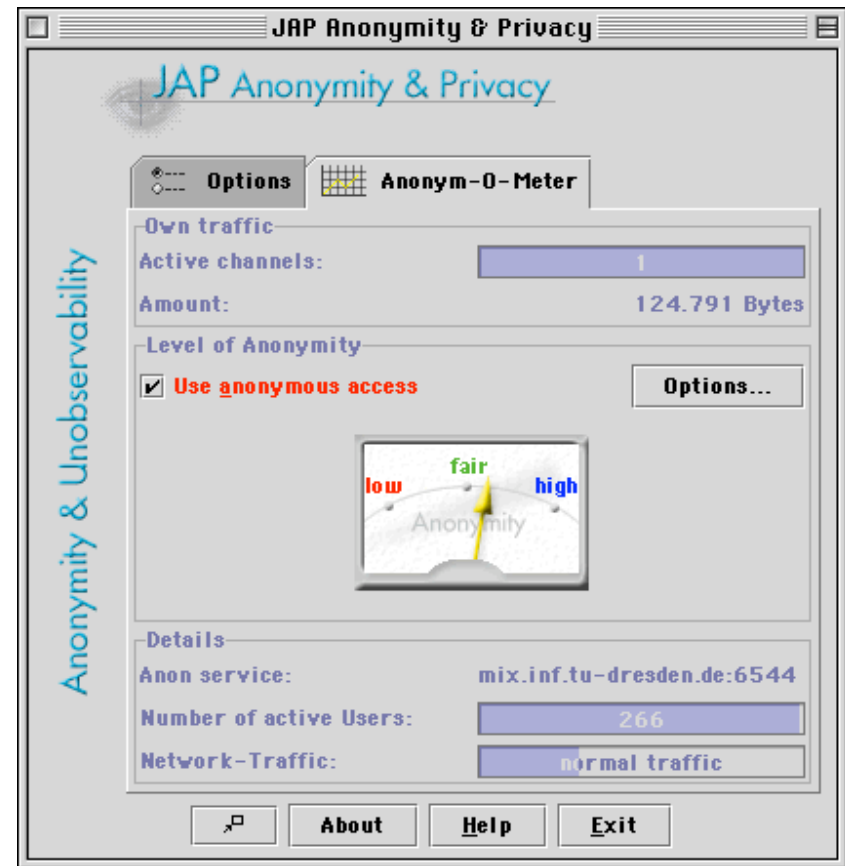 JAP Anonymity & Privacy
JAP Anonymity & Privacy
Options
Anonym-O-Meter
Anonymity & Unobservability
Own traffic
Active channels: 1
Amount: 124.791 Bytes
Level of Anonymity
Use anonymous access
Options...
low fair high
Anonymity
Details
Anon service: mix.inf.tu-dresden.de:6544
Number of active Users: 266
Network-Traffic: normal traffic
About Help Exit